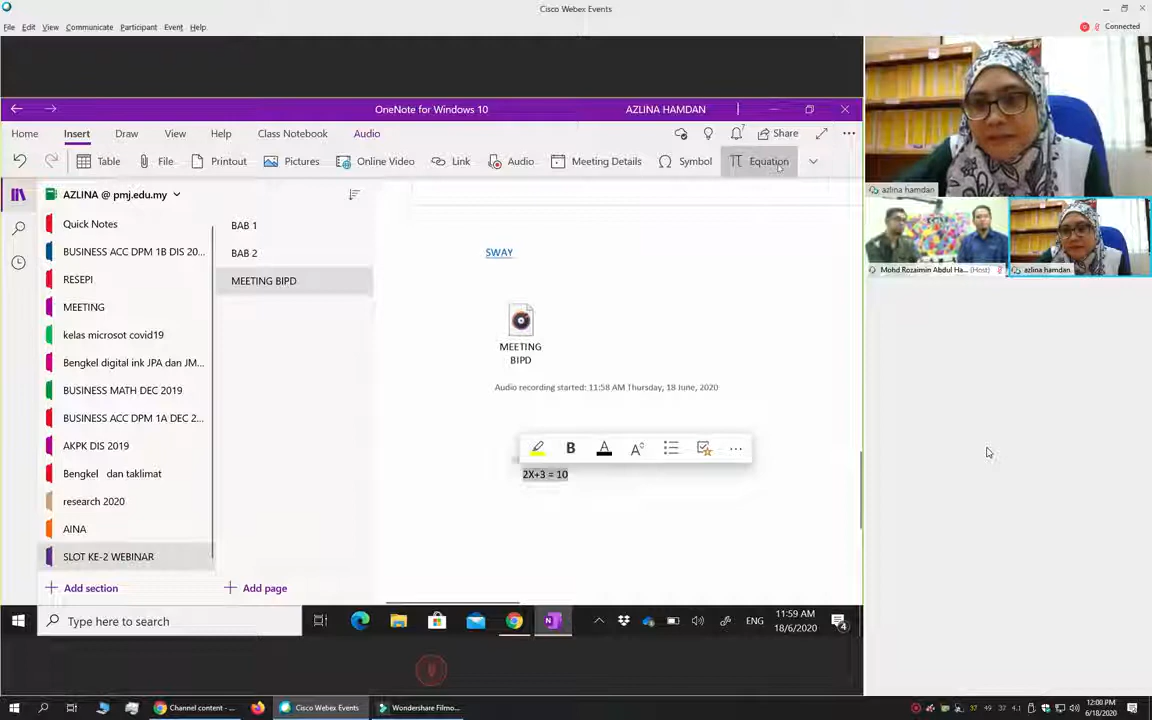 Cisco Webex Events
File Edit View Communicate Participant Event Help
Connected
OneNote for Windows 10
AZLINA HAMDAN
Home Insert Draw View Help Class Notebook Audio
Share
Table File Printout Pictures Online Video Link Audio Meeting Details Symbol Equation
AZLINA @ pmj.edu.my
Quick Notes
BUSINESS ACC DPM 1B DIS 20...
RESEPI
MEETING
kelas microsot covid19
Bengkel digital ink JPA dan JM...
BUSINESS MATH DEC 2019
BUSINESS ACC DPM 1A DEC 2...
AKPK DIS 2019
Bengkel dan taklimat
research 2020
AINA
SLOT KE-2 WEBINAR
Add section
BAB 1
BAB 2
MEETING BIPD
Add page
SWAY
MEETING
BIPD
Audio recording started: 11:58 AM Thursday, 18 June, 2020
B A A
2X+3 = 10
azlina hamdan
Mohd Rozaimin Abdul Ha... (Host)
azlina hamdan
Type here to search
ENG
11:59 AM
18/6/2020
4
Channel content - ...
Cisco Webex Events
Wondershare Filmo...
37 49 37 4.1
12:00 PM
6/18/2020